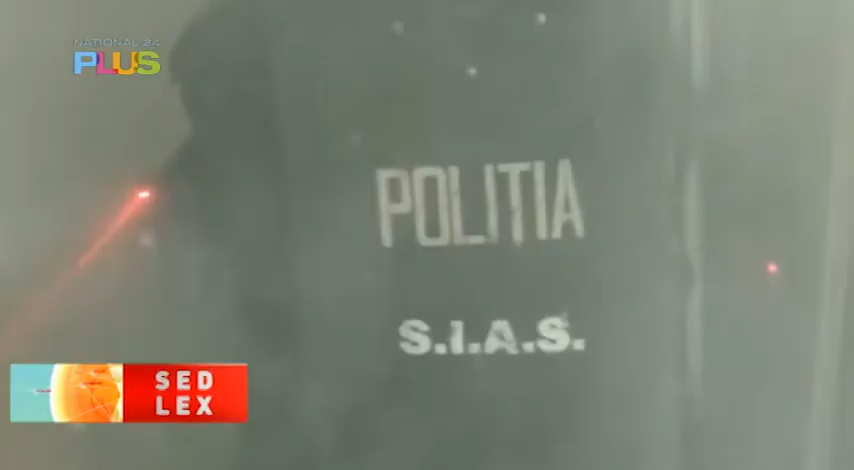 NATIONAL 24
PLUS
POLITIA
S.I.A.S.
SED
LEX